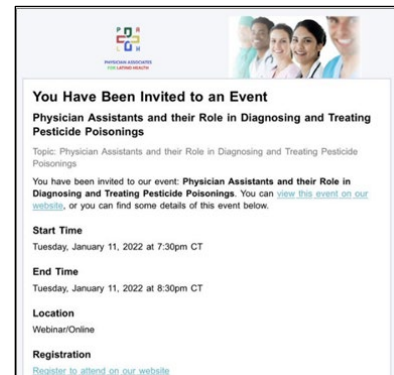 P D A
L G H
PHYSICIAN ASSOCIATES
FOR LATINO HEALTH
You Have Been Invited to an Event
Physician Assistants and their Role in Diagnosing and Treating
Pesticide Poisonings
Topic: Physician Assistants and their Role in Diagnosing and Treating Pesticide
Poisonings
You have been invited to our event: Physician Assistants and their Role in
Diagnosing and Treating Pesticide Poisonings. You can view this event on our
website, or you can find some details of this event below.
Start Time
Tuesday, January 11, 2022 at 7:30pm CT
End Time
Tuesday, January 11, 2022 at 8:30pm CT
Location
Webinar/Online
Registration
Register to attend on our website